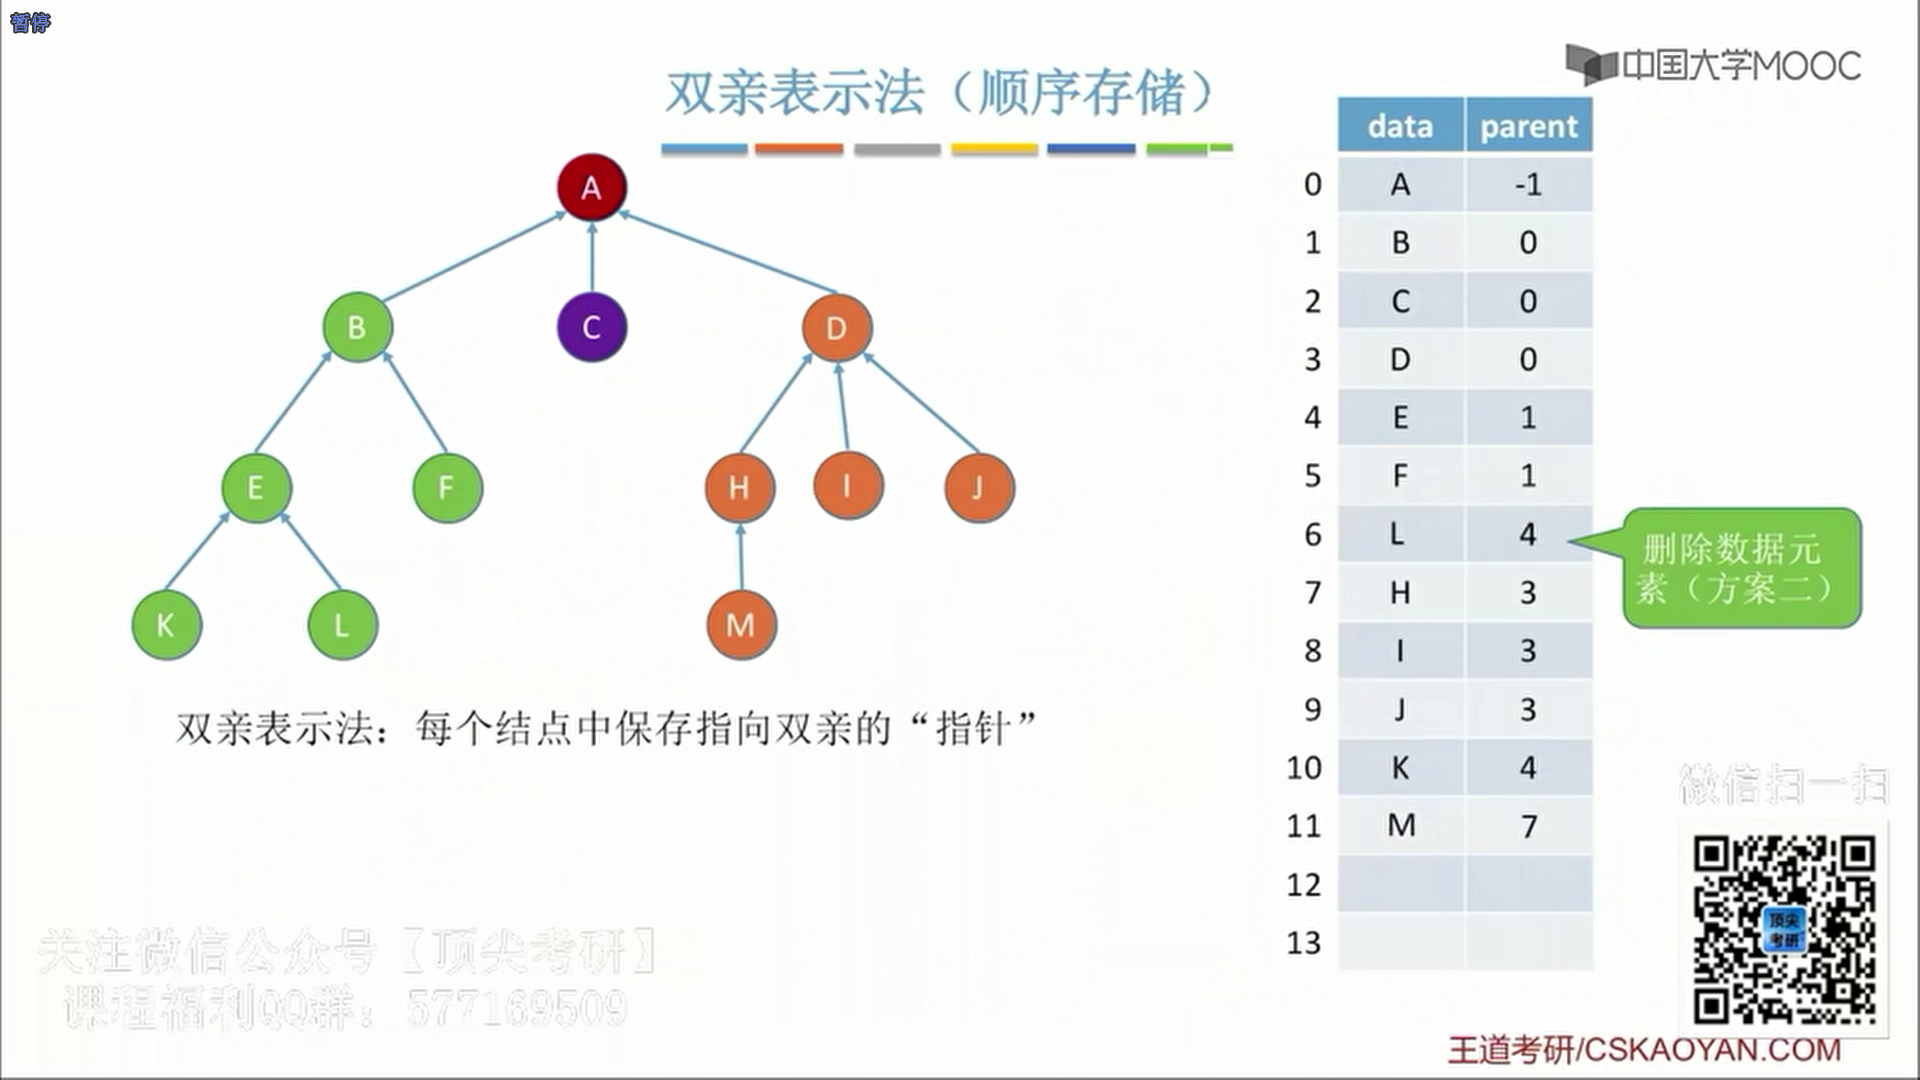 暂停
中国大学MOOC
双亲表示法（顺序存储）
data parent
0 A -1
1 B 0
2 C 0
3 D 0
4 E 1
5 F 1
6 L 4
7 H 3
8 I 3
9 J 3
10 K 4
11 M 7
12
13
A
B C D
E F H I J
K L M
删除数据元
素（方案二）
双亲表示法：每个结点中保存指向双亲的“指针”
微信扫一扫
顶尖
考研
关注微信公众号【顶尖考研】
课程福利QQ群：577169509
王道考研/CSKAOYAN.COM